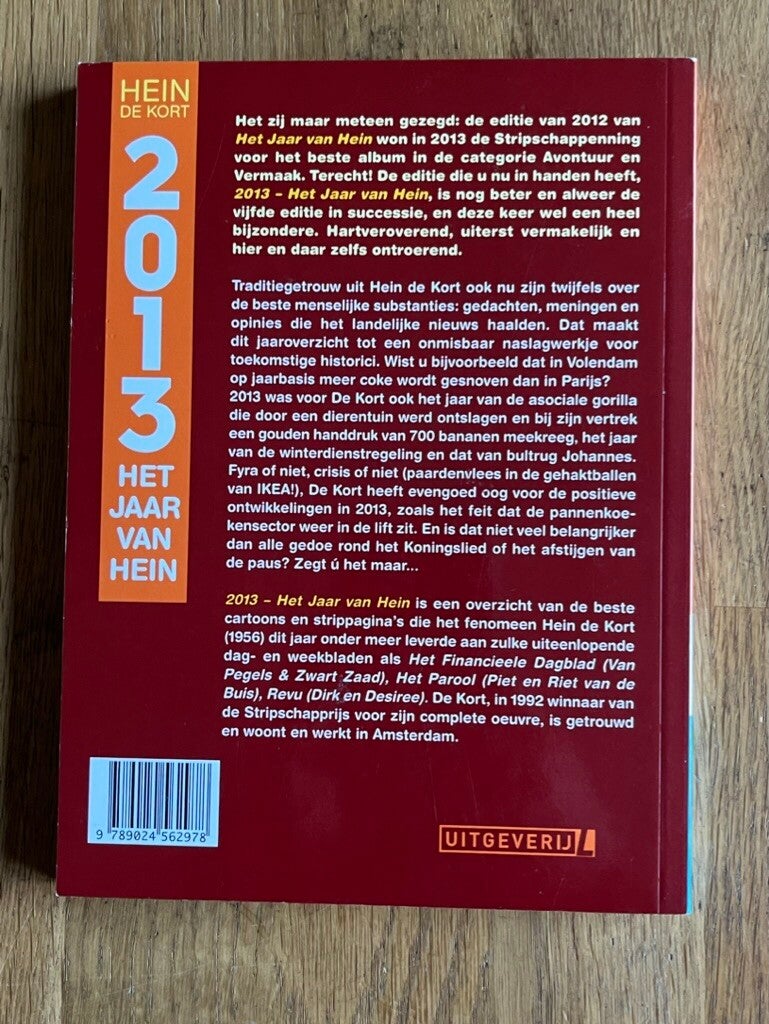 HEIN
DE KORT
2013
HET
JAAR
VAN
HEIN
Het zij maar meteen gezegd: de editie van 2012 van
Het Jaar van Hein won in 2013 de Stripschappenning
voor het beste album in de categorie Avontuur en
Vermaak. Terecht! De editie die u nu in handen heeft,
2013 – Het Jaar van Hein, is nog beter en alweer de
vijfde editie in successie, en deze keer wel een heel
bijzondere. Hartveroverend, uiterst vermakelijk en
hier en daar zelfs ontroerend.
Traditiegetrouw uit Hein de Kort ook nu zijn twijfels over
de beste menselijke substanties: gedachten, meningen en
opinies die het landelijke nieuws haalden. Dat maakt
dit jaaroverzicht tot een onmisbaar naslagwerkje voor
toekomstige historici. Wist u bijvoorbeeld dat in Volendam
op jaarbasis meer coke wordt gesnoven dan in Parijs?
2013 was voor De Kort ook het jaar van de asociale gorilla
die door een dierentuin werd ontslagen en bij zijn vertrek
een gouden handdruk van 700 bananen meekreeg, het jaar
van de winterdienstregeling en dat van bultrug Johannes.
Fyra of niet, crisis of niet (paardenvlees in de gehaktballen
van IKEA!), De Kort heeft evengoed oog voor de positieve
ontwikkelingen in 2013, zoals het feit dat de pannenkoe-
kensector weer in de lift zit. En is dat niet veel belangrijker
dan alle gedoe rond het Koningslied of het afstijgen van
de paus? Zegt ú het maar...
2013 – Het Jaar van Hein is een overzicht van de beste
cartoons en strippagina's die het fenomeen Hein de Kort
(1956) dit jaar onder meer leverde aan zulke uiteenlopende
dag- en weekbladen als Het Financieele Dagblad (Van
Pegels & Zwart Zaad), Het Parool (Piet en Riet van de
Buis), Revu (Dirk en Desiree). De Kort, in 1992 winnaar van
de Stripschapprijs voor zijn complete oeuvre, is getrouwd
en woont en werkt in Amsterdam.
9 789024 562978
UITGEVERIJ L